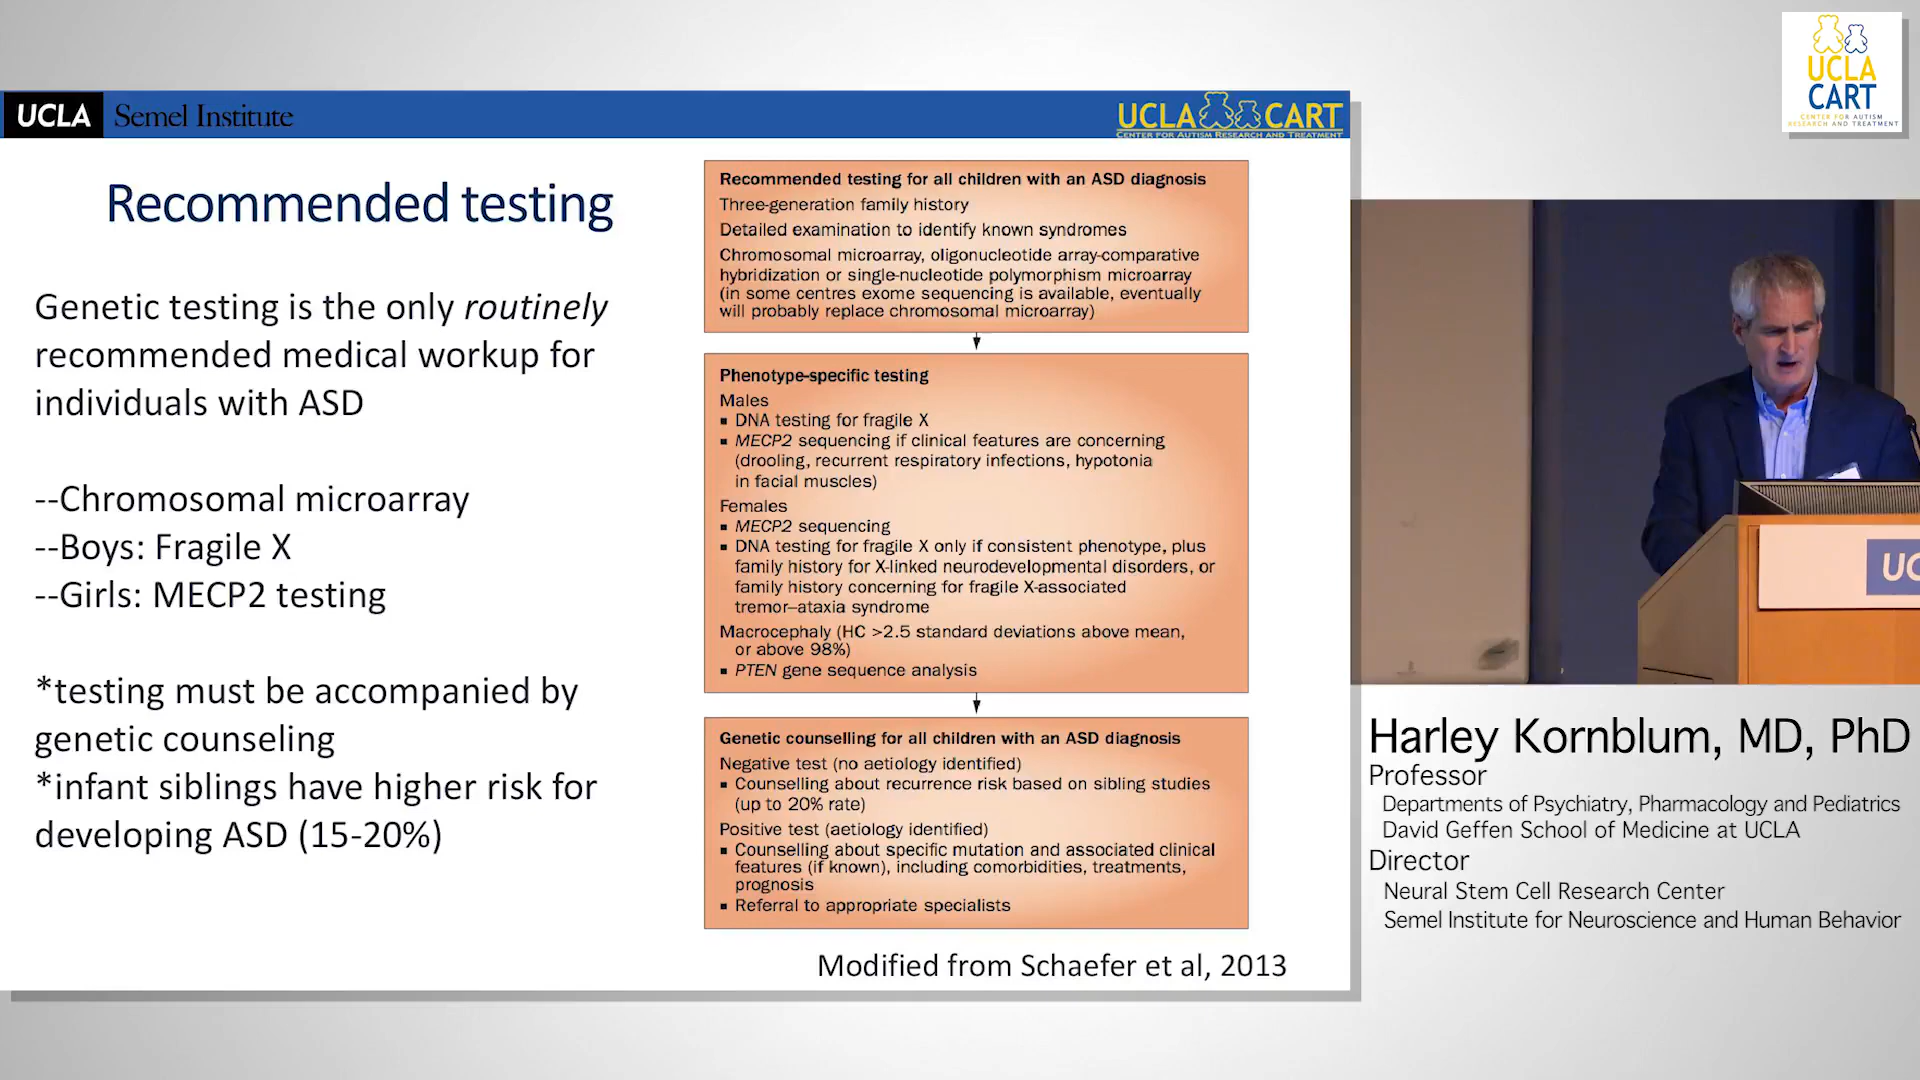 UCLA Semel Institute
UCLA CART
CENTER FOR AUTISM RESEARCH AND TREATMENT
Recommended testing
Genetic testing is the only routinely
recommended medical workup for
individuals with ASD
--Chromosomal microarray
--Boys: Fragile X
--Girls: MECP2 testing
*testing must be accompanied by
genetic counseling
*infant siblings have higher risk for
developing ASD (15-20%)
Recommended testing for all children with an ASD diagnosis
Three-generation family history
Detailed examination to identify known syndromes
Chromosomal microarray, oligonucleotide array-comparative
hybridization or single-nucleotide polymorphism microarray
(in some centres exome sequencing is available, eventually
will probably replace chromosomal microarray)
Phenotype-specific testing
Males
▪ DNA testing for fragile X
▪ MECP2 sequencing if clinical features are concerning
(drooling, recurrent respiratory infections, hypotonia
in facial muscles)
Females
▪ MECP2 sequencing
▪ DNA testing for fragile X only if consistent phenotype, plus
family history for X-linked neurodevelopmental disorders, or
family history concerning for fragile X-associated
tremor–ataxia syndrome
Macrocephaly (HC >2.5 standard deviations above mean,
or above 98%)
▪ PTEN gene sequence analysis
Genetic counselling for all children with an ASD diagnosis
Negative test (no aetiology identified)
▪ Counselling about recurrence risk based on sibling studies
(up to 20% rate)
Positive test (aetiology identified)
▪ Counselling about specific mutation and associated clinical
features (if known), including comorbidities, treatments,
prognosis
▪ Referral to appropriate specialists
Modified from Schaefer et al, 2013
UCLA
CART
CENTER FOR AUTISM
RESEARCH AND TREATMENT
UC
Harley Kornblum, MD, PhD
Professor
Departments of Psychiatry, Pharmacology and Pediatrics
David Geffen School of Medicine at UCLA
Director
Neural Stem Cell Research Center
Semel Institute for Neuroscience and Human Behavior